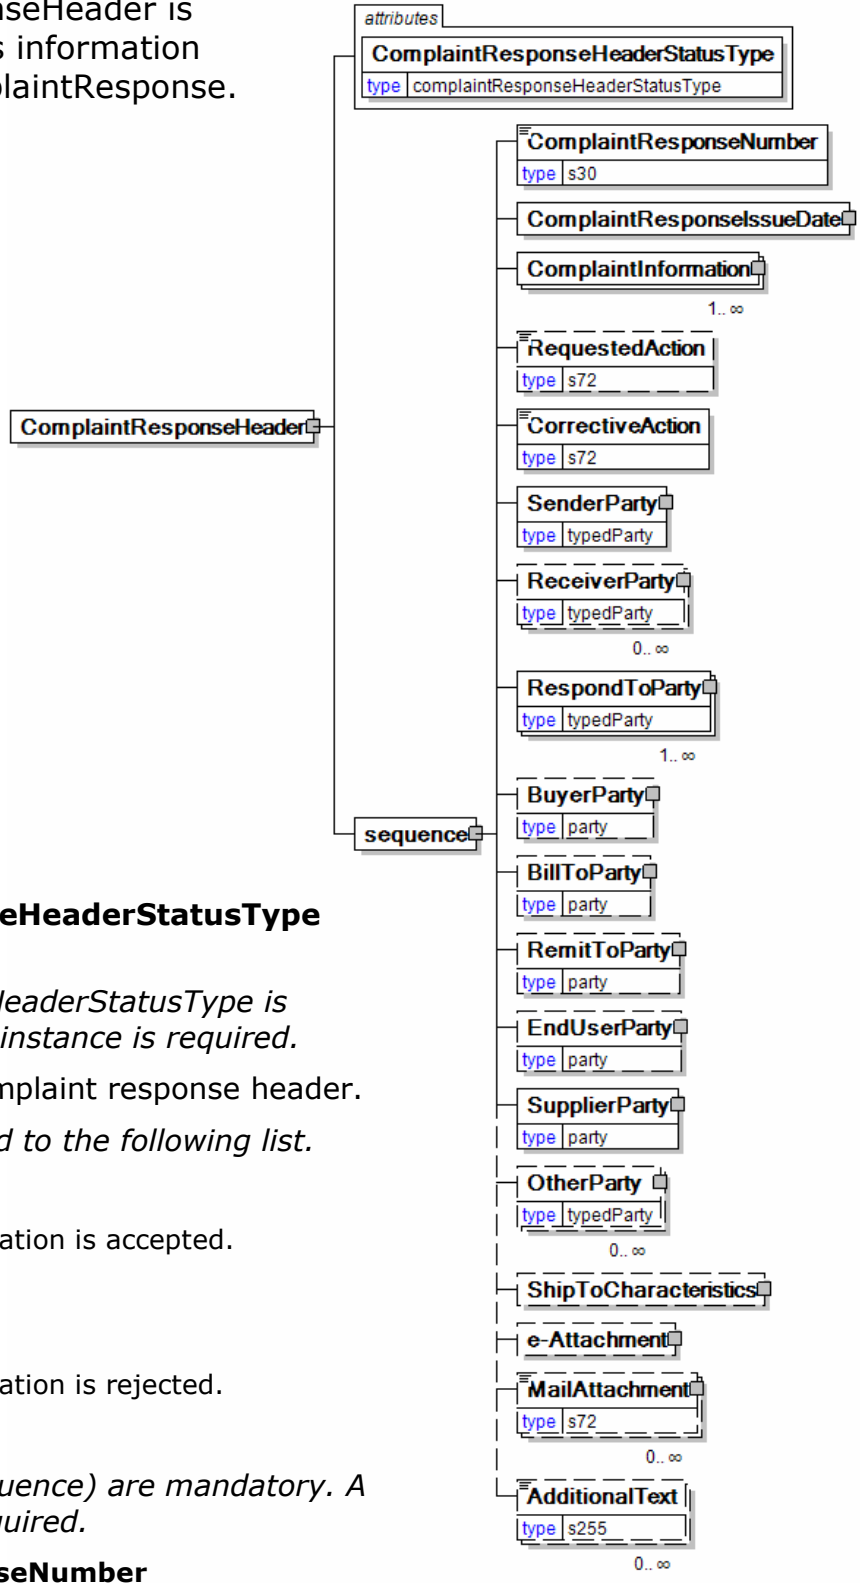 nseHeader is
s information
plaintResponse.
attributes
ComplaintResponseHeaderStatusType
type complaintResponseHeaderStatusType
ComplaintResponseNumber
type s30
ComplaintResponseIssueDate
ComplaintInformation
1.. ∞
RequestedAction
type s72
ComplaintResponseHeader
CorrectiveAction
type s72
SenderParty
type typedParty
ReceiverParty
type typedParty
0.. ∞
RespondToParty
type typedParty
1.. ∞
BuyerParty
type party
sequence
BillToParty
type party
RemitToParty
type party
EndUserParty
type party
SupplierParty
type party
OtherParty
type typedParty
0.. ∞
ShipToCharacteristics
e-Attachment
MailAttachment
type s72
0.. ∞
AdditionalText
type s255
0.. ∞
eHeaderStatusType
HeaderStatusType is
instance is required.
mplaint response header.
d to the following list.
ation is accepted.
ation is rejected.
uence) are mandatory. A
quired.
seNumber